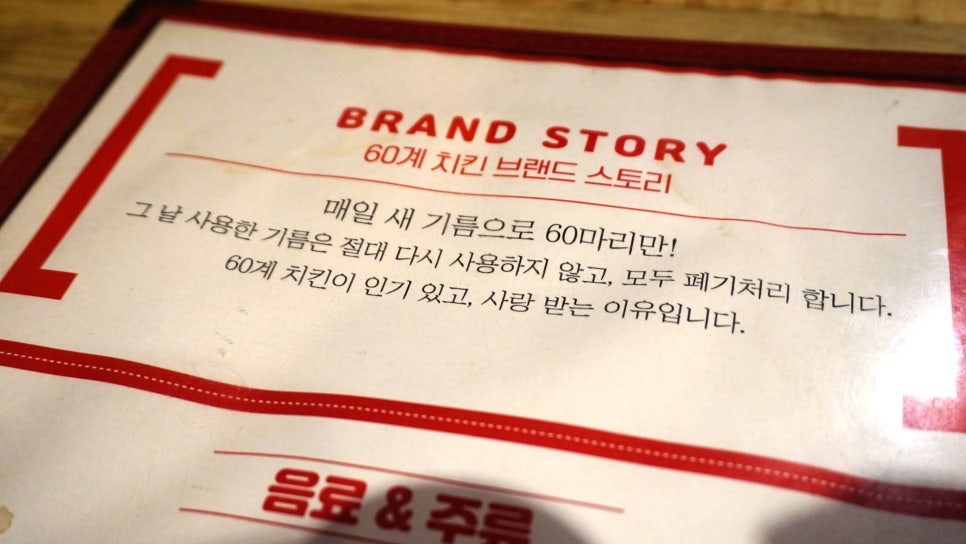 BRAND STORY
60계 치킨 브랜드 스토리
매일 새 기름으로 60마리만!
그 날 사용한 기름은 절대 다시 사용하지 않고, 모두 폐기처리 합니다.
60계 치킨이 인기 있고, 사랑 받는 이유입니다.
음료 & 주류